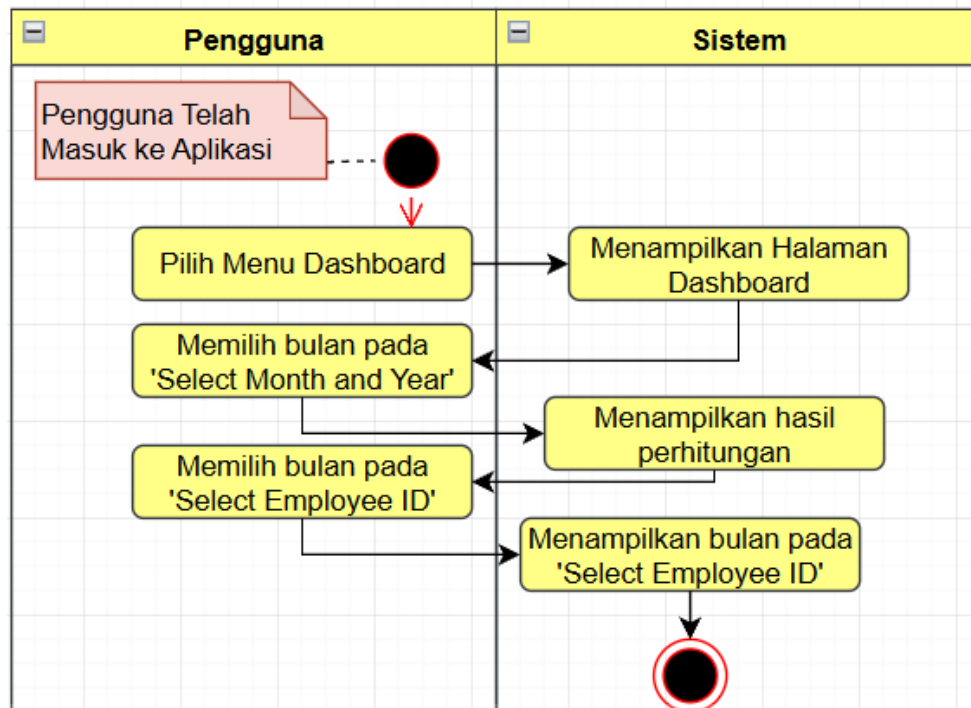 Pengguna
Sistem
Pengguna Telah
Masuk ke Aplikasi
Pilih Menu Dashboard
Menampilkan Halaman
Dashboard
Memilih bulan pada
'Select Month and Year'
Menampilkan hasil
perhitungan
Memilih bulan pada
'Select Employee ID'
Menampilkan bulan pada
'Select Employee ID'